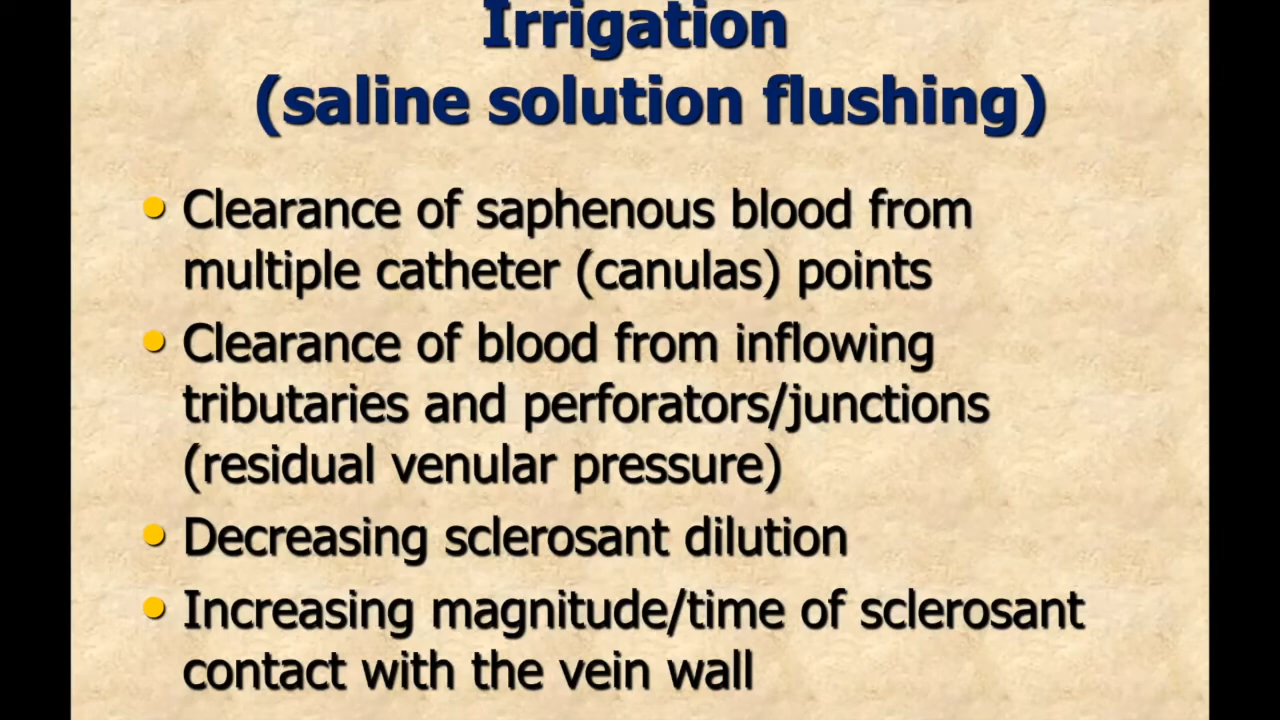 Irrigation
(saline solution flushing)
• Clearance of saphenous blood from
multiple catheter (canulas) points
• Clearance of blood from inflowing
tributaries and perforators/junctions
(residual venular pressure)
• Decreasing sclerosant dilution
• Increasing magnitude/time of sclerosant
contact with the vein wall